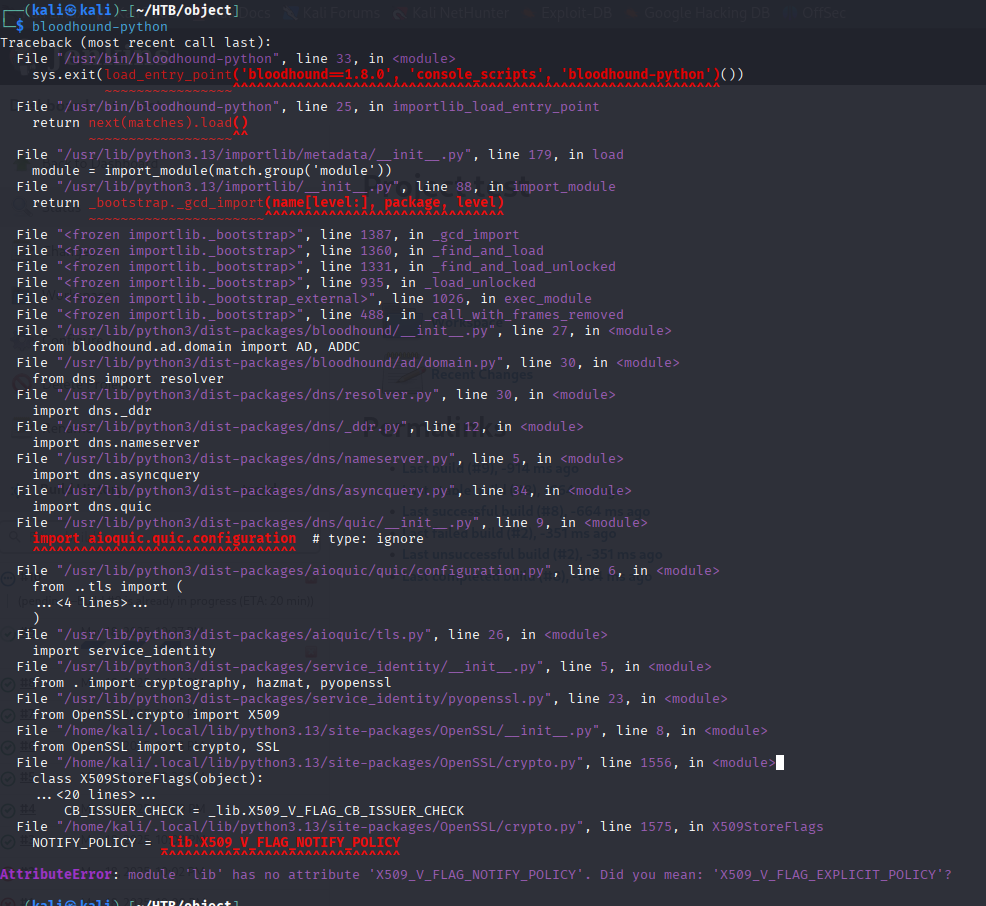 ┌──(kali㉿kali)-[~/HTB/object]
└─$ bloodhound-python
Traceback (most recent call last):
  File "/usr/bin/bloodhound-python", line 33, in <module>
    sys.exit(load_entry_point('bloodhound==1.8.0', 'console_scripts', 'bloodhound-python')())
             ~~~~~~~~~~~~~~~~^^^^^^^^^^^^^^^^^^^^^^^^^^^^^^^^^^^^^^^^^^^^^^^^^^^^^^^^^^^^^
  File "/usr/bin/bloodhound-python", line 25, in importlib_load_entry_point
    return next(matches).load()
           ~~~~~~~~~~~~~~~~~~^^
  File "/usr/lib/python3.13/importlib/metadata/__init__.py", line 179, in load
    module = import_module(match.group('module'))
  File "/usr/lib/python3.13/importlib/__init__.py", line 88, in import_module
    return _bootstrap._gcd_import(name[level:], package, level)
           ~~~~~~~~~~~~~~~~~~~~~~^^^^^^^^^^^^^^^^^^^^^^^^^^^^^^
  File "<frozen importlib._bootstrap>", line 1387, in _gcd_import
  File "<frozen importlib._bootstrap>", line 1360, in _find_and_load
  File "<frozen importlib._bootstrap>", line 1331, in _find_and_load_unlocked
  File "<frozen importlib._bootstrap>", line 935, in _load_unlocked
  File "<frozen importlib._bootstrap_external>", line 1026, in exec_module
  File "<frozen importlib._bootstrap>", line 488, in _call_with_frames_removed
  File "/usr/lib/python3/dist-packages/bloodhound/__init__.py", line 27, in <module>
    from bloodhound.ad.domain import AD, ADDC
  File "/usr/lib/python3/dist-packages/bloodhound/ad/domain.py", line 30, in <module>
    from dns import resolver
  File "/usr/lib/python3/dist-packages/dns/resolver.py", line 30, in <module>
    import dns._ddr
  File "/usr/lib/python3/dist-packages/dns/_ddr.py", line 12, in <module>
    import dns.nameserver
  File "/usr/lib/python3/dist-packages/dns/nameserver.py", line 5, in <module>
    import dns.asyncquery
  File "/usr/lib/python3/dist-packages/dns/asyncquery.py", line 34, in <module>
    import dns.quic
  File "/usr/lib/python3/dist-packages/dns/quic/__init__.py", line 9, in <module>
    import aioquic.quic.configuration  # type: ignore
    ^^^^^^^^^^^^^^^^^^^^^^^^^^^^^^^^^
  File "/usr/lib/python3/dist-packages/aioquic/quic/configuration.py", line 6, in <module>
    from ..tls import (
    ...<4 lines>...
    )
  File "/usr/lib/python3/dist-packages/aioquic/tls.py", line 26, in <module>
    import service_identity
  File "/usr/lib/python3/dist-packages/service_identity/__init__.py", line 5, in <module>
    from . import cryptography, hazmat, pyopenssl
  File "/usr/lib/python3/dist-packages/service_identity/pyopenssl.py", line 23, in <module>
    from OpenSSL.crypto import X509
  File "/home/kali/.local/lib/python3.13/site-packages/OpenSSL/__init__.py", line 8, in <module>
    from OpenSSL import crypto, SSL
  File "/home/kali/.local/lib/python3.13/site-packages/OpenSSL/crypto.py", line 1556, in <module>
    class X509StoreFlags(object):
    ...<20 lines>...
        CB_ISSUER_CHECK = _lib.X509_V_FLAG_CB_ISSUER_CHECK
  File "/home/kali/.local/lib/python3.13/site-packages/OpenSSL/crypto.py", line 1575, in X509StoreFlags
    NOTIFY_POLICY = _lib.X509_V_FLAG_NOTIFY_POLICY
                    ^^^^^^^^^^^^^^^^^^^^^^^^^^^^^^
AttributeError: module 'lib' has no attribute 'X509_V_FLAG_NOTIFY_POLICY'. Did you mean: 'X509_V_FLAG_EXPLICIT_POLICY'?
┌──(kali㉿kali)-[~/HTB/object]